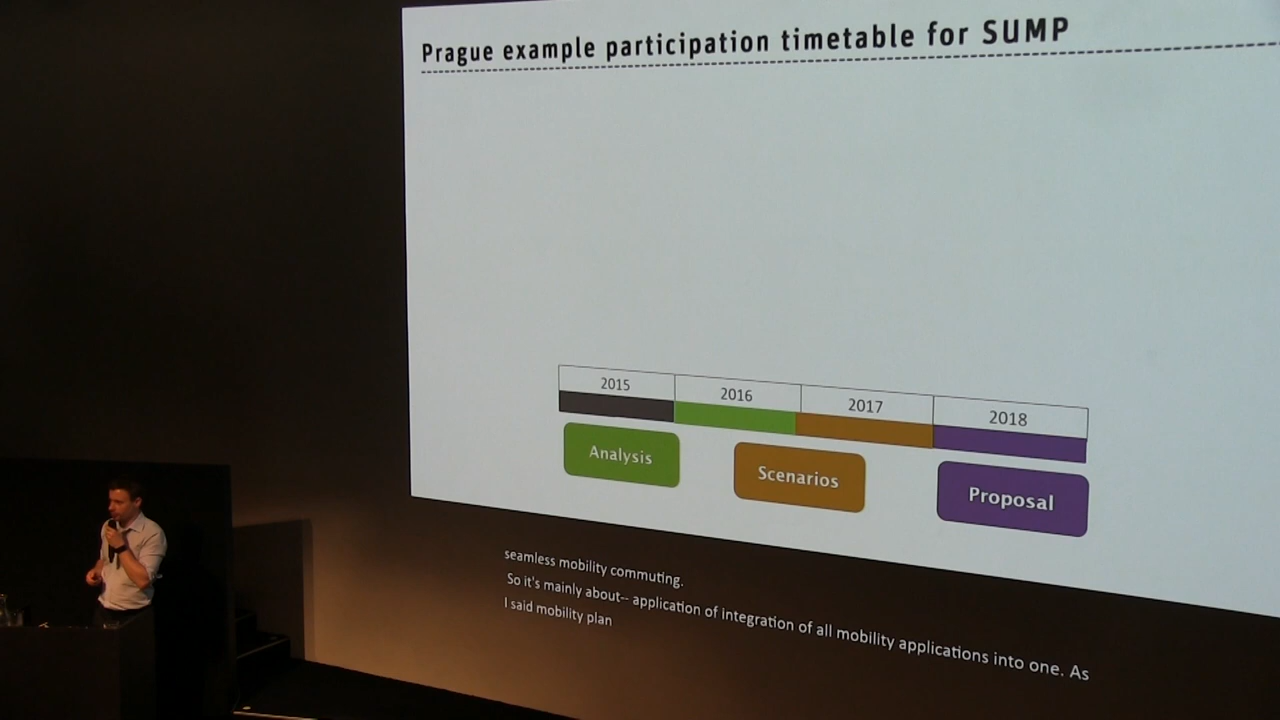 Prague example participation timetable for SUMP
2015 2016 2017 2018
Analysis Scenarios Proposal
seamless mobility commuting.
So it's mainly about-- application of integration of all mobility applications into one. As
I said mobility plan